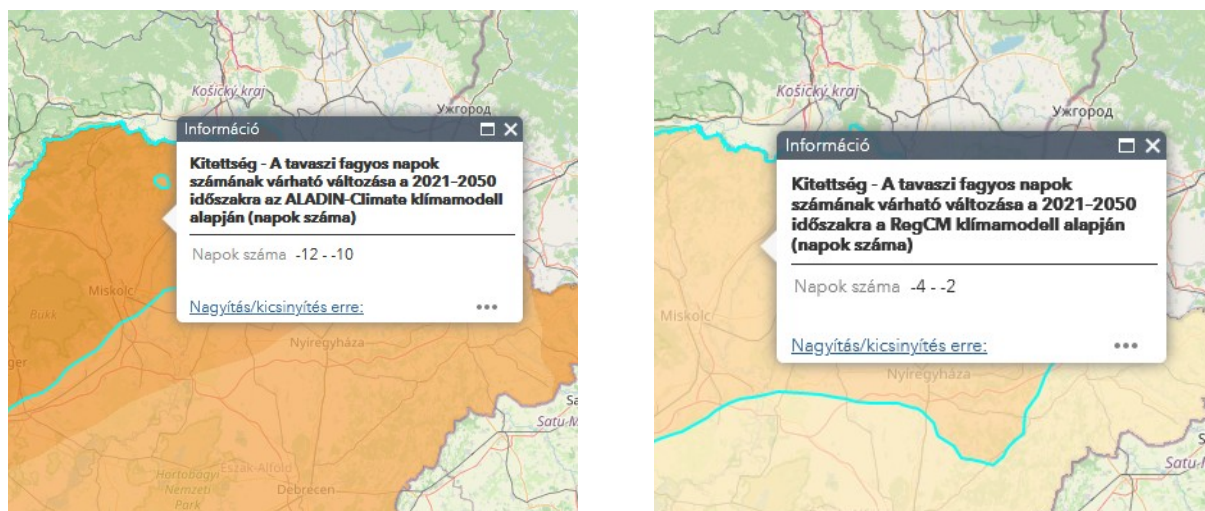 Košický kraj
Ужгород
Információ
Kitettség - A tavaszi fagyos napok
számának várható változása a 2021-2050
időszakra az ALADIN-Climate klímamodell
alapján (napok száma)
Napok száma -12 - -10
Nagyítás/kicsinyítés erre:
Miskolc
Bükk
Nyíregyháza
Satu-M
Észak-Alföld
Hortobágyi
Nemzeti
Park
Debrecen
Košický kraj
Ужгород
Információ
Kitettség - A tavaszi fagyos napok
számának várható változása a 2021-2050
időszakra a RegCM klímamodell alapján
(napok száma)
Napok száma -4 - -2
Nagyítás/kicsinyítés erre:
Miskolc
Nyíregyháza